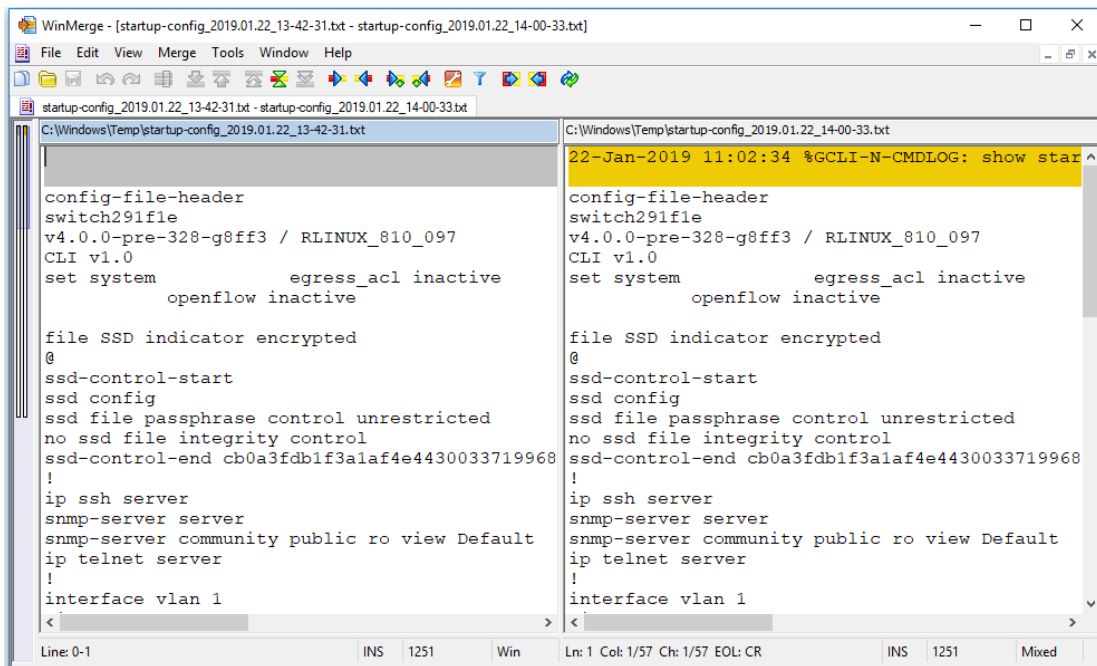 WinMerge - [startup-config_2019.01.22_13-42-31.txt - startup-config_2019.01.22_14-00-33.txt]
File Edit View Merge Tools Window Help
startup-config_2019.01.22_13-42-31.txt - startup-config_2019.01.22_14-00-33.txt
C:\Windows\Temp\startup-config_2019.01.22_13-42-31.txt
config-file-header
switch291f1e
v4.0.0-pre-328-g8ff3 / RLINUX_810_097
CLI v1.0
set system egress_acl inactive
openflow inactive
file SSD indicator encrypted
@
ssd-control-start
ssd config
ssd file passphrase control unrestricted
no ssd file integrity control
ssd-control-end cb0a3fdb1f3a1af4e4430033719968
!
ip ssh server
snmp-server server
snmp-server community public ro view Default
ip telnet server
!
interface vlan 1
Line: 0-1 INS 1251 Win
C:\Windows\Temp\startup-config_2019.01.22_14-00-33.txt
22-Jan-2019 11:02:34 %GCLI-N-CMDLOG: show star
config-file-header
switch291f1e
v4.0.0-pre-328-g8ff3 / RLINUX_810_097
CLI v1.0
set system egress_acl inactive
openflow inactive
file SSD indicator encrypted
@
ssd-control-start
ssd config
ssd file passphrase control unrestricted
no ssd file integrity control
ssd-control-end cb0a3fdb1f3a1af4e4430033719968
!
ip ssh server
snmp-server server
snmp-server community public ro view Default
ip telnet server
!
interface vlan 1
Ln: 1 Col: 1/57 Ch: 1/57 EOL: CR INS 1251 Mixed